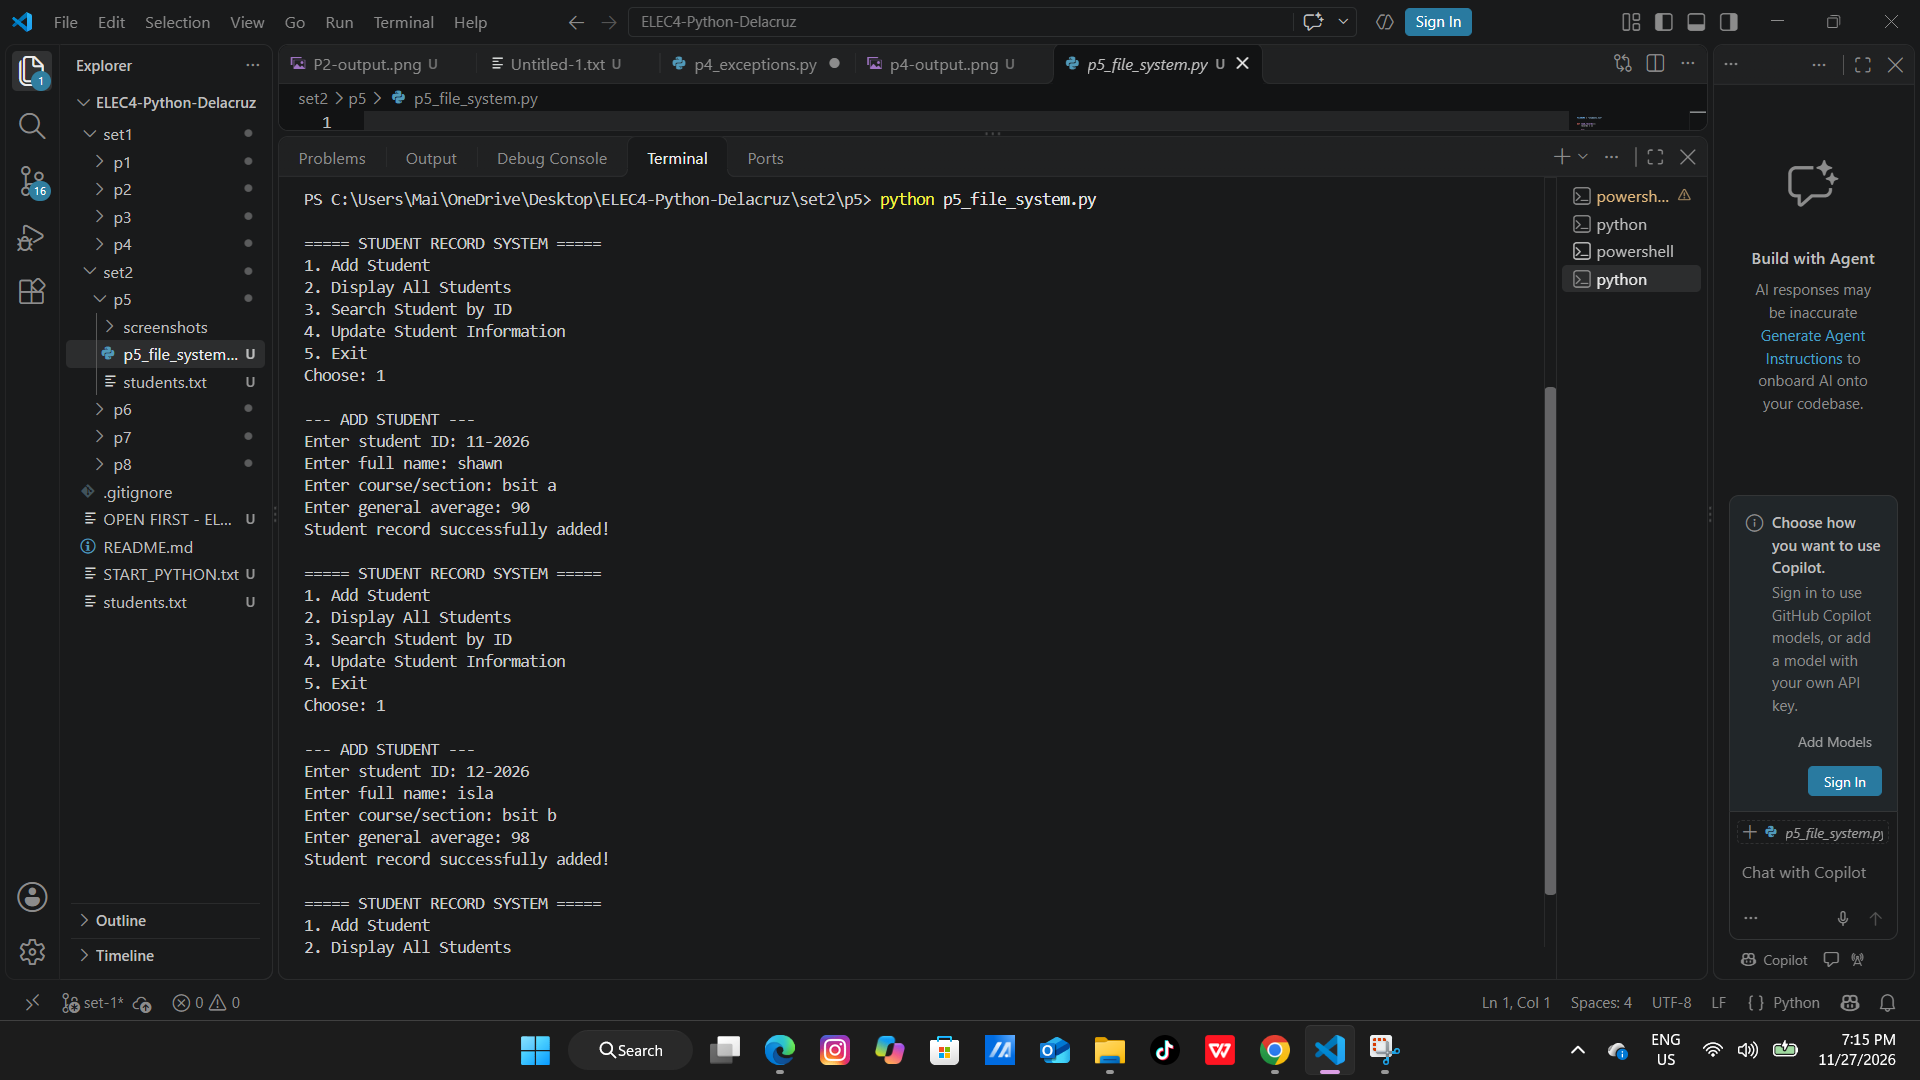 File Edit Selection View Go Run Terminal Help
ELEC4-Python-Delacruz
Sign In
Explorer
ELEC4-Python-Delacruz
set1
p1
p2
p3
p4
set2
p5
screenshots
p5_file_system... U
students.txt U
p6
p7
p8
.gitignore
OPEN FIRST - EL... U
README.md
START_PYTHON.txt U
students.txt U
Outline
Timeline
1
16
P2-output..png U
Untitled-1.txt U
p4_exceptions.py
p4-output..png U
p5_file_system.py U
set2 > p5 > p5_file_system.py
1
Problems Output Debug Console Terminal Ports
PS C:\Users\Mai\OneDrive\Desktop\ELEC4-Python-Delacruz\set2\p5> python p5_file_system.py
===== STUDENT RECORD SYSTEM =====
1. Add Student
2. Display All Students
3. Search Student by ID
4. Update Student Information
5. Exit
Choose: 1
--- ADD STUDENT ---
Enter student ID: 11-2026
Enter full name: shawn
Enter course/section: bsit a
Enter general average: 90
Student record successfully added!
===== STUDENT RECORD SYSTEM =====
1. Add Student
2. Display All Students
3. Search Student by ID
4. Update Student Information
5. Exit
Choose: 1
--- ADD STUDENT ---
Enter student ID: 12-2026
Enter full name: isla
Enter course/section: bsit b
Enter general average: 98
Student record successfully added!
===== STUDENT RECORD SYSTEM =====
1. Add Student
2. Display All Students
powersh...
python
powershell
python
Build with Agent
AI responses may
be inaccurate
Generate Agent
Instructions to
onboard AI onto
your codebase.
Choose how
you want to use
Copilot.
Sign in to use
GitHub Copilot
models, or add
a model with
your own API
key.
Add Models
Sign In
p5_file_system.py
Chat with Copilot
Copilot
set-1*
0 0
Ln 1, Col 1
Spaces: 4
UTF-8
LF
{ } Python
Search
ENG
US
7:15 PM
11/27/2026